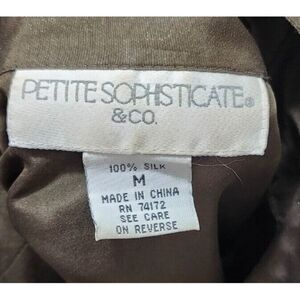 PETITE SOPHISTICATE®
& CO.
100% SILK
M
MADE IN CHINA
RN 74172
SEE CARE
ON REVERSE